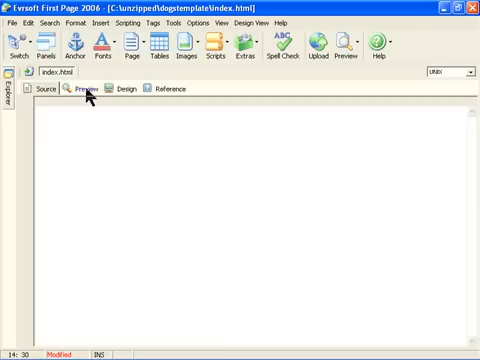 Evrsoft First Page 2006 - [C:\unzipped\dogstemplate\index.html]
File Edit Search Format Insert Scripting Tags Tools Options View Design View Help
Switch Panels Anchor Fonts Page Tables Images Scripts Extras ABC Spell Check Upload Preview Help
index.html UNIX
Explorer
Source Preview Design Reference
14: 30 Modified INS